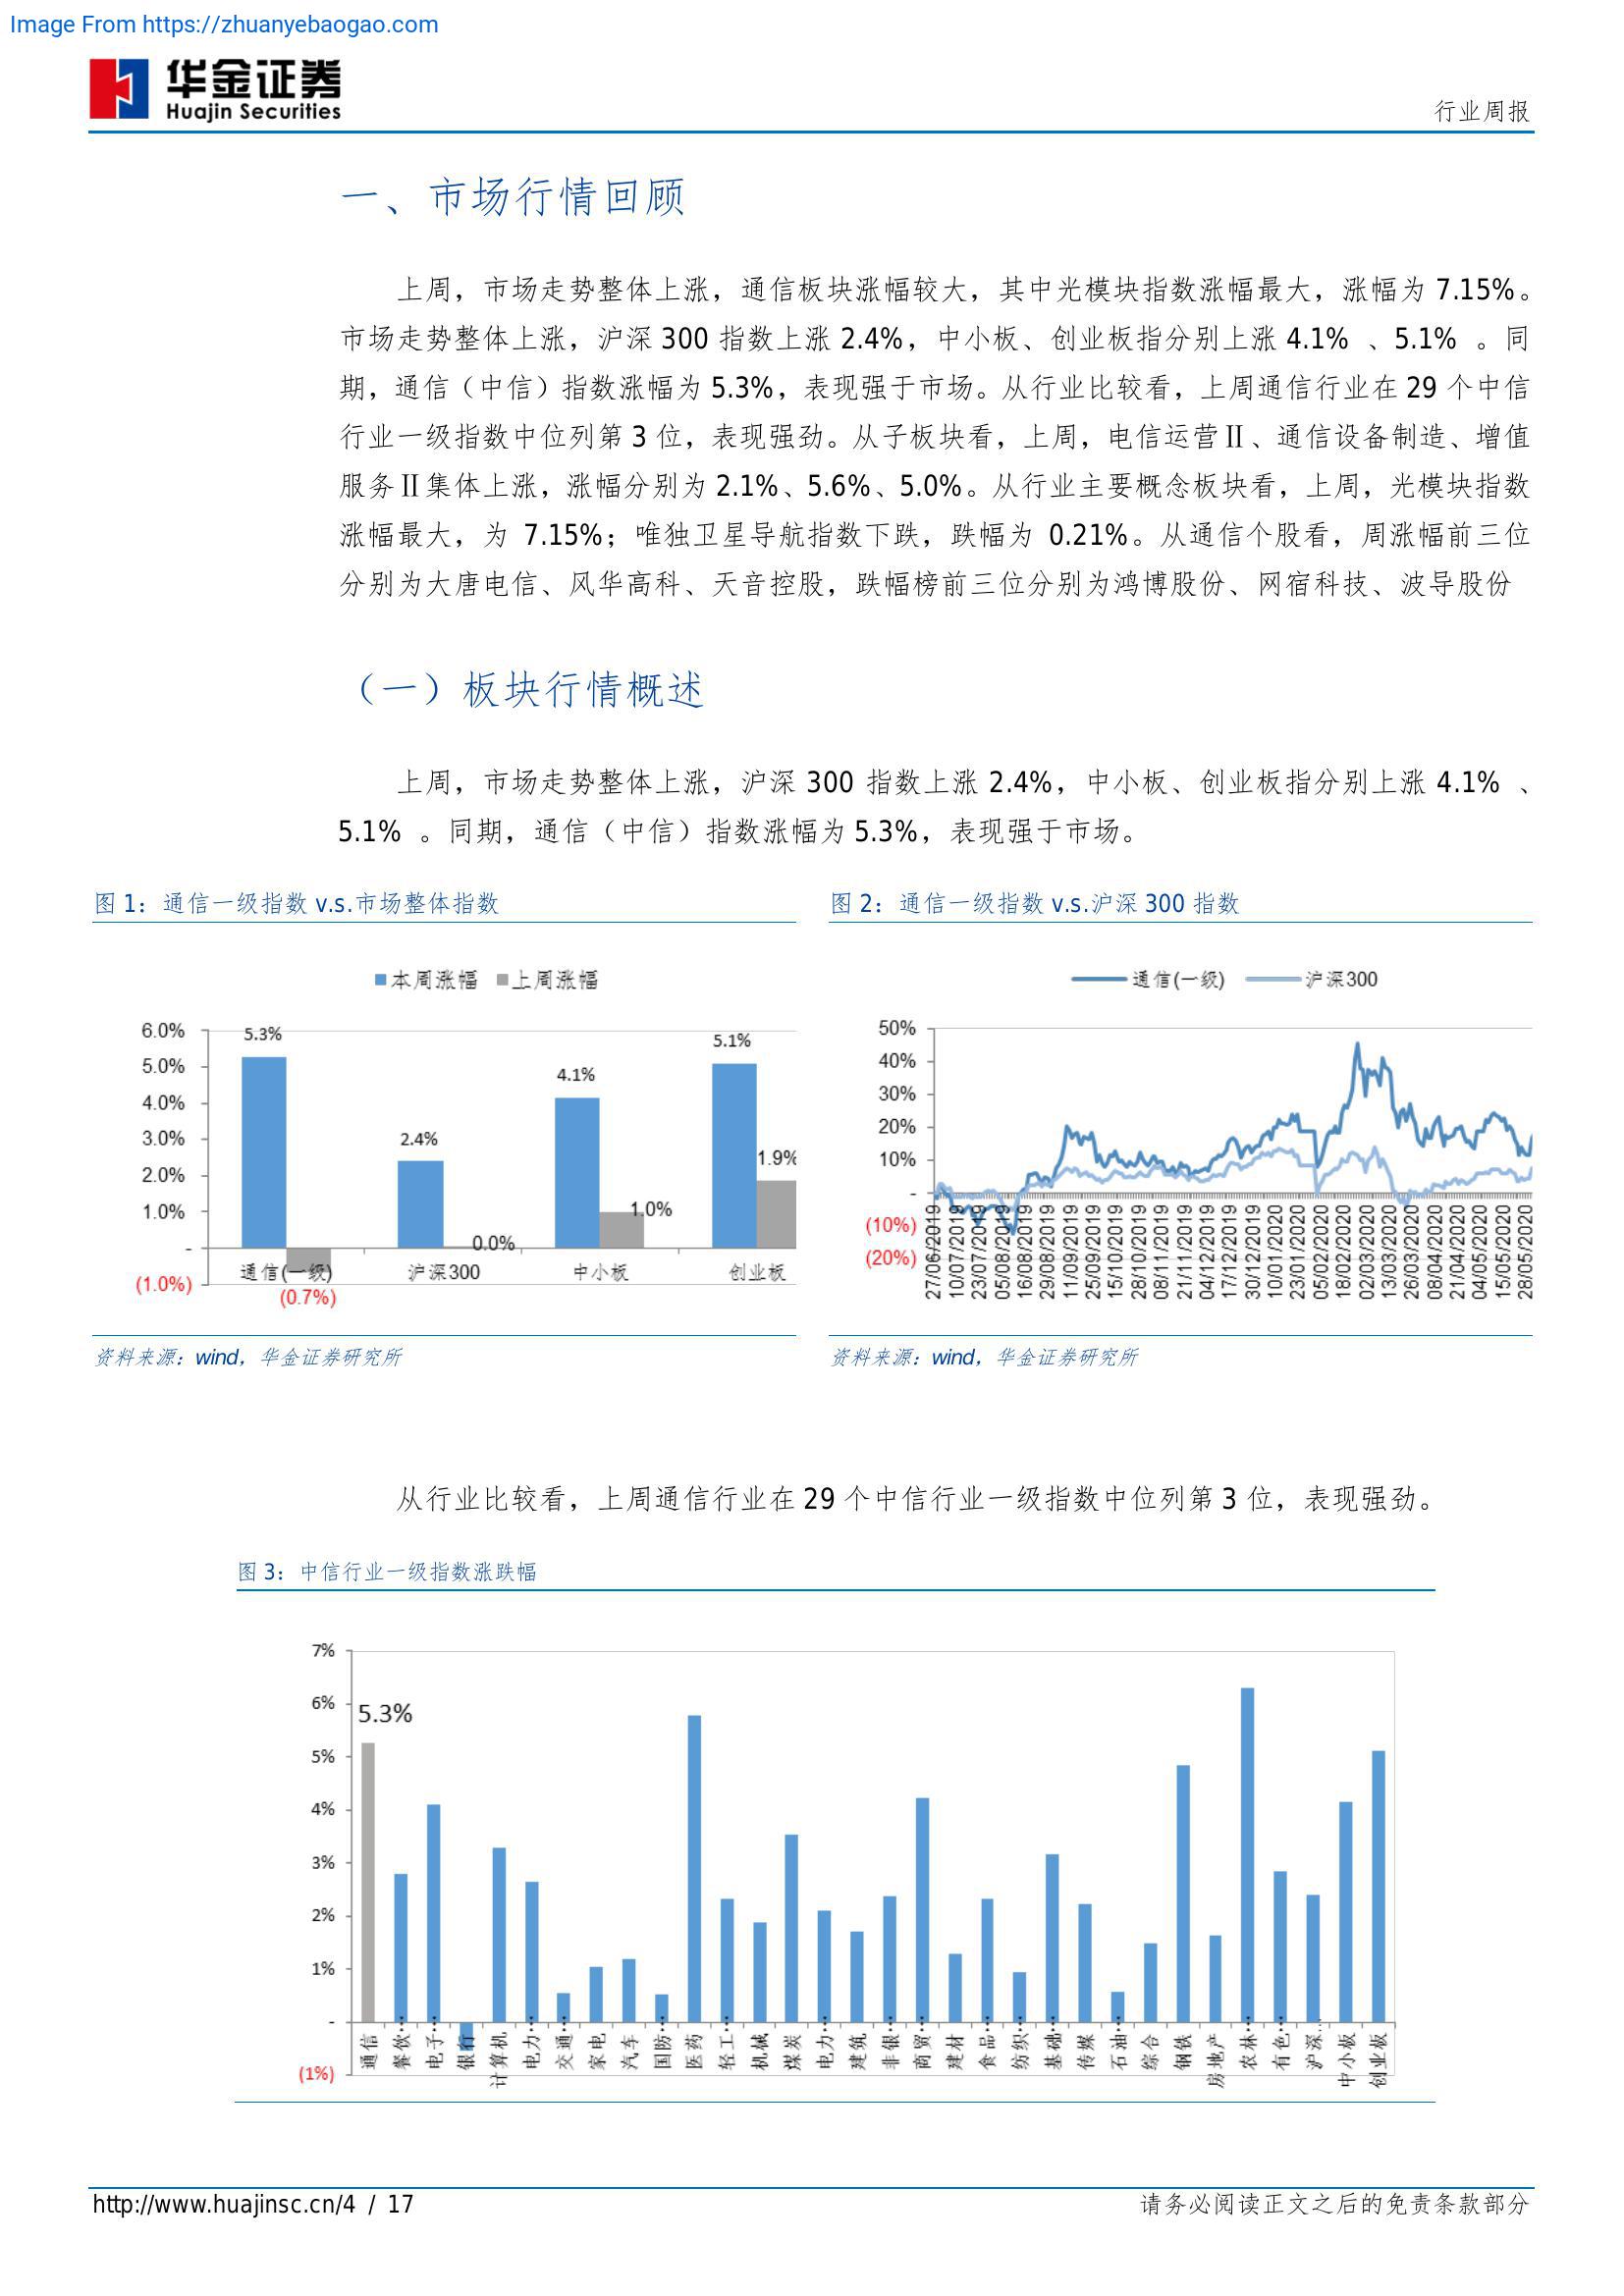 Image From https://zhuanyebaogao.com
华金证券
Huajin Securities
行业周报
一、市场行情回顾
上周，市场走势整体上涨，通信板块涨幅较大，其中光模块指数涨幅最大，涨幅为 7.15%。
市场走势整体上涨，沪深 300 指数上涨 2.4%，中小板、创业板指分别上涨 4.1% 、5.1% 。同
期，通信（中信）指数涨幅为 5.3%，表现强于市场。从行业比较看，上周通信行业在 29 个中信
行业一级指数中位列第 3 位，表现强劲。从子板块看，上周，电信运营Ⅱ、通信设备制造、增值
服务Ⅱ集体上涨，涨幅分别为 2.1%、5.6%、5.0%。从行业主要概念板块看，上周，光模块指数
涨幅最大，为 7.15%；唯独卫星导航指数下跌，跌幅为 0.21%。从通信个股看，周涨幅前三位
分别为大唐电信、风华高科、天音控股，跌幅榜前三位分别为鸿博股份、网宿科技、波导股份
（一）板块行情概述
上周，市场走势整体上涨，沪深 300 指数上涨 2.4%，中小板、创业板指分别上涨 4.1% 、
5.1% 。同期，通信（中信）指数涨幅为 5.3%，表现强于市场。
图 1：通信一级指数 v.s.市场整体指数
本周涨幅 上周涨幅
6.0%
5.0%
4.0%
3.0%
2.0%
1.0%
-
(1.0%)
5.3%
2.4%
4.1%
5.1%
(0.7%)
0.0%
1.0%
1.9%
通信(一级) 沪深300 中小板 创业板
资料来源：wind，华金证券研究所
图 2：通信一级指数 v.s.沪深 300 指数
通信(一级) 沪深300
50%
40%
30%
20%
10%
-
(10%)
(20%)
27/06/2019
10/07/2019
23/07/2019
05/08/2019
16/08/2019
29/08/2019
11/09/2019
25/09/2019
15/10/2019
28/10/2019
08/11/2019
21/11/2019
04/12/2019
17/12/2019
30/12/2019
10/01/2020
23/01/2020
05/02/2020
18/02/2020
02/03/2020
13/03/2020
26/03/2020
08/04/2020
21/04/2020
04/05/2020
15/05/2020
28/05/2020
资料来源：wind，华金证券研究所
从行业比较看，上周通信行业在 29 个中信行业一级指数中位列第 3 位，表现强劲。
图 3：中信行业一级指数涨跌幅
7%
6%
5%
4%
3%
2%
1%
-
(1%)
5.3%
通信
餐饮…
电子…
银行
计算机
电力…
交通…
家电
汽车
国防…
医药
轻工…
机械
煤炭
电力…
建筑
非银…
商贸…
建材
食品…
纺织…
基础…
传媒
石油…
综合
钢铁
房地产
农林…
有色…
沪深…
中小板
创业板
http://www.huajinsc.cn/4 / 17
请务必阅读正文之后的免责条款部分